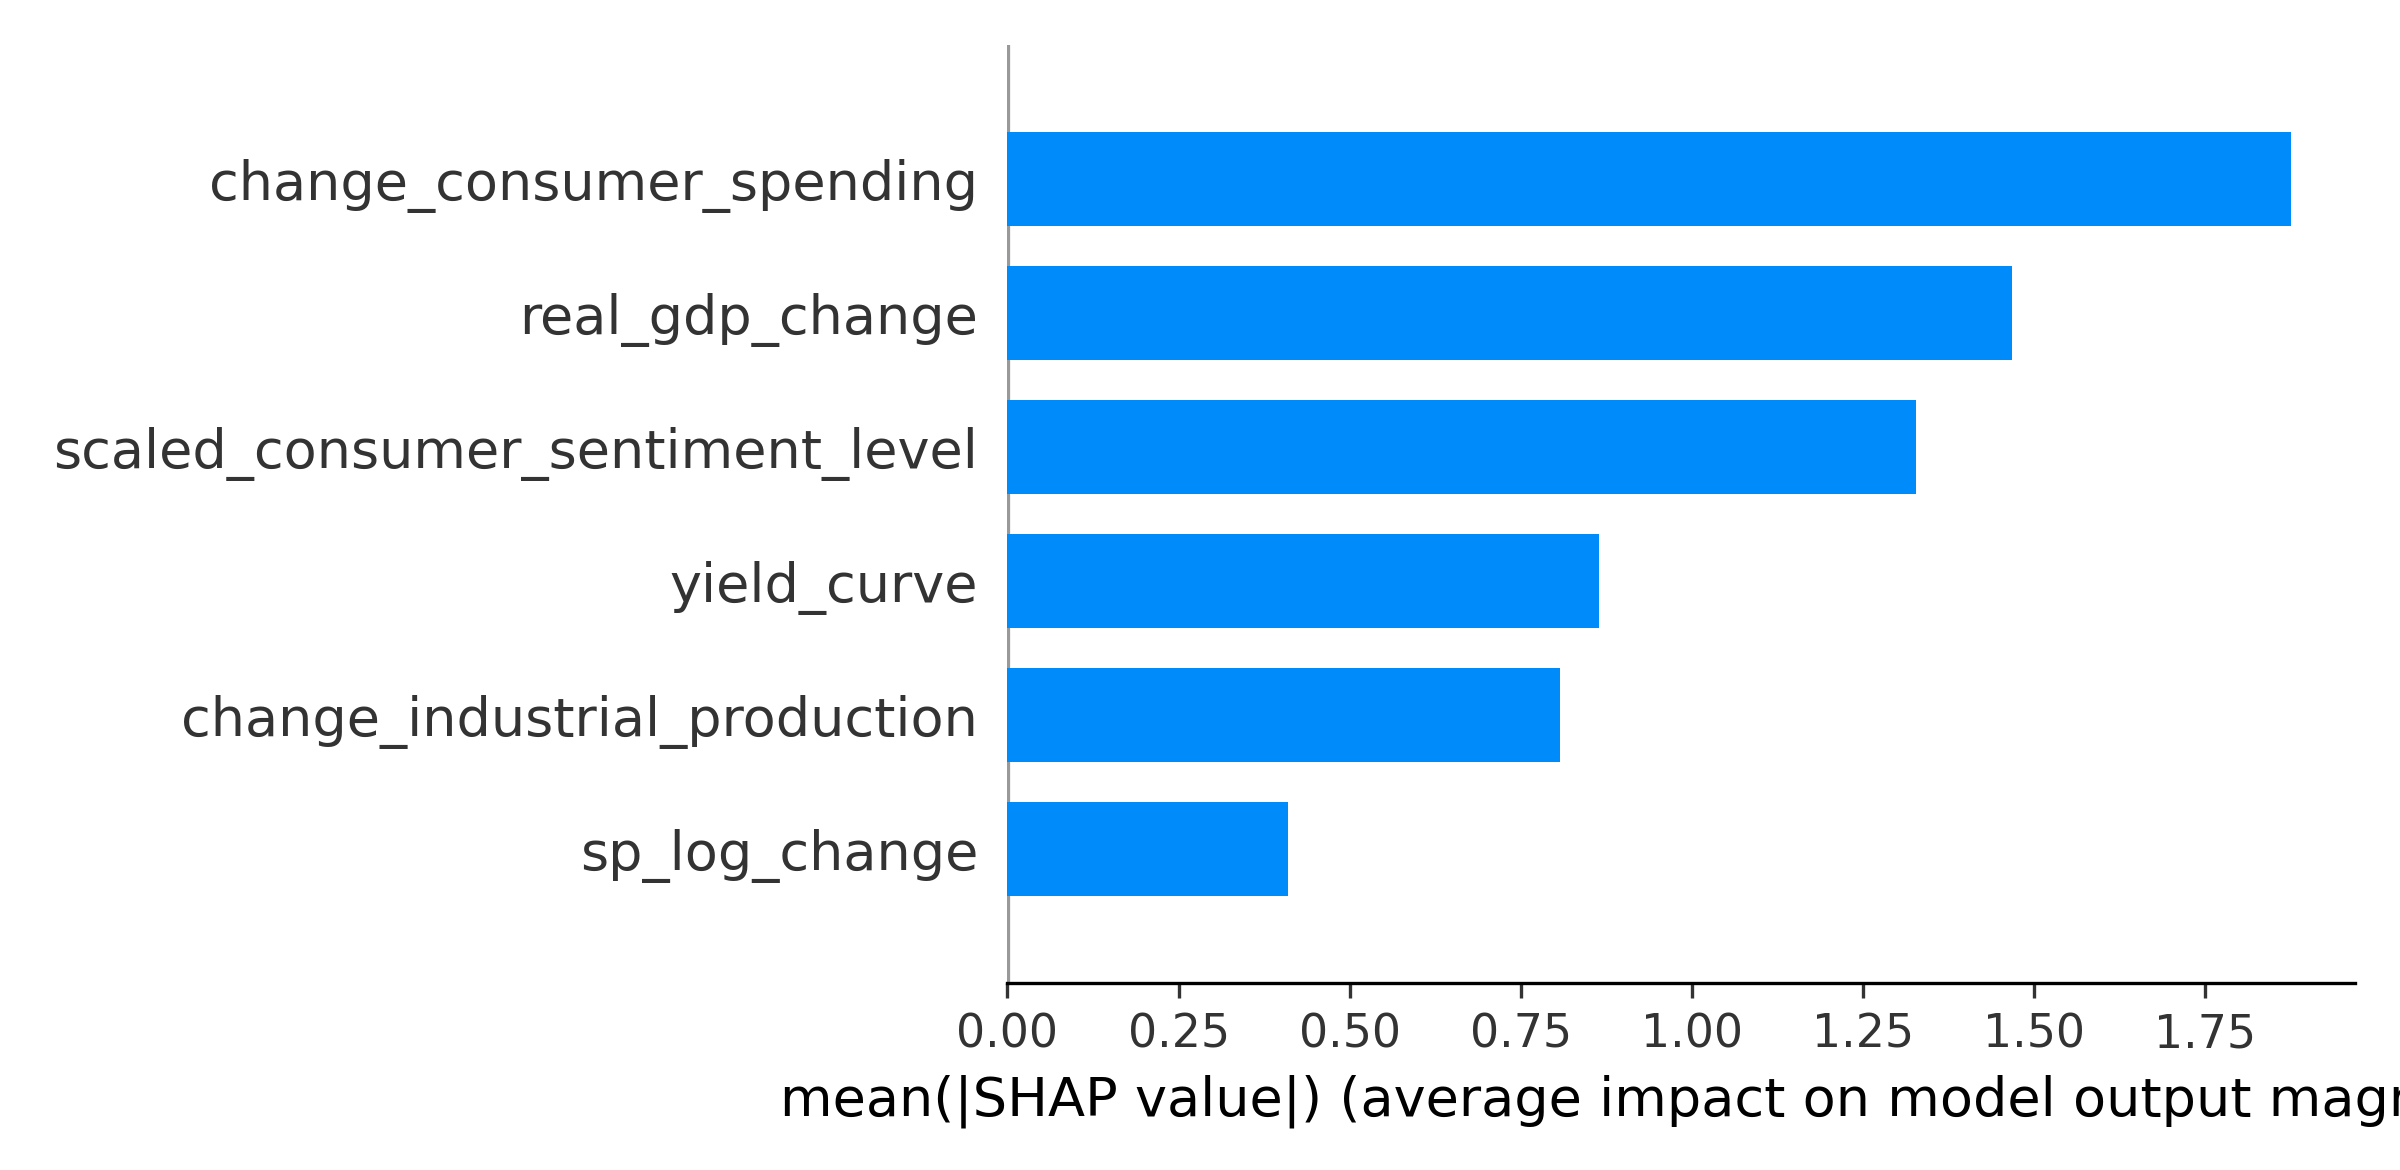 change_consumer_spending
real_gdp_change
scaled_consumer_sentiment_level
yield_curve
change_industrial_production
sp_log_change
0.00 0.25 0.50 0.75 1.00 1.25 1.50 1.75
mean(|SHAP value|) (average impact on model output